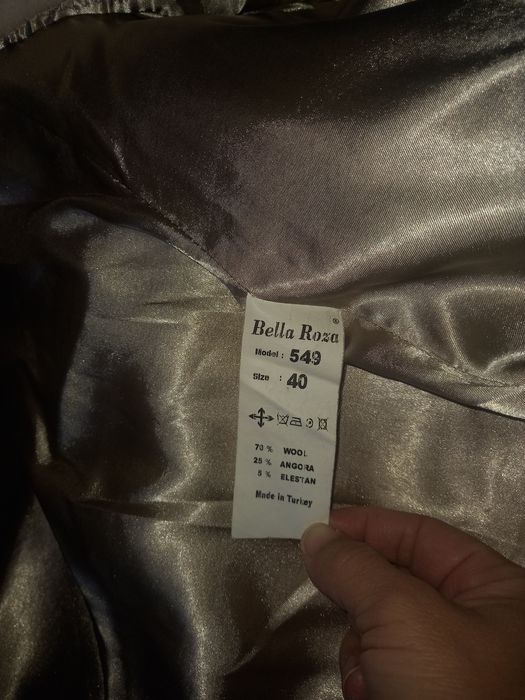 Bella Roza ®
Model : 549
Size : 40
70 % WOOL
25 % ANGORA
5 % ELESTAN
Made in Turkey